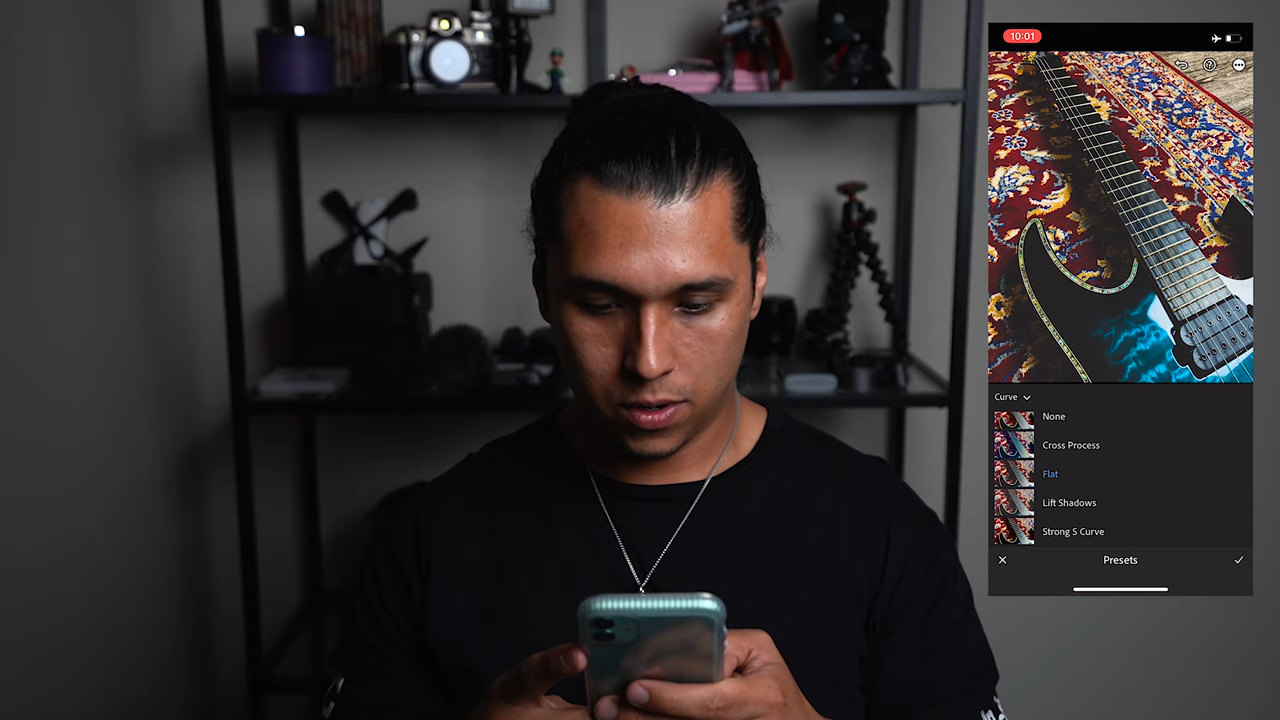 10:01
Curve
None
Cross Process
Flat
Lift Shadows
Strong S Curve
Presets